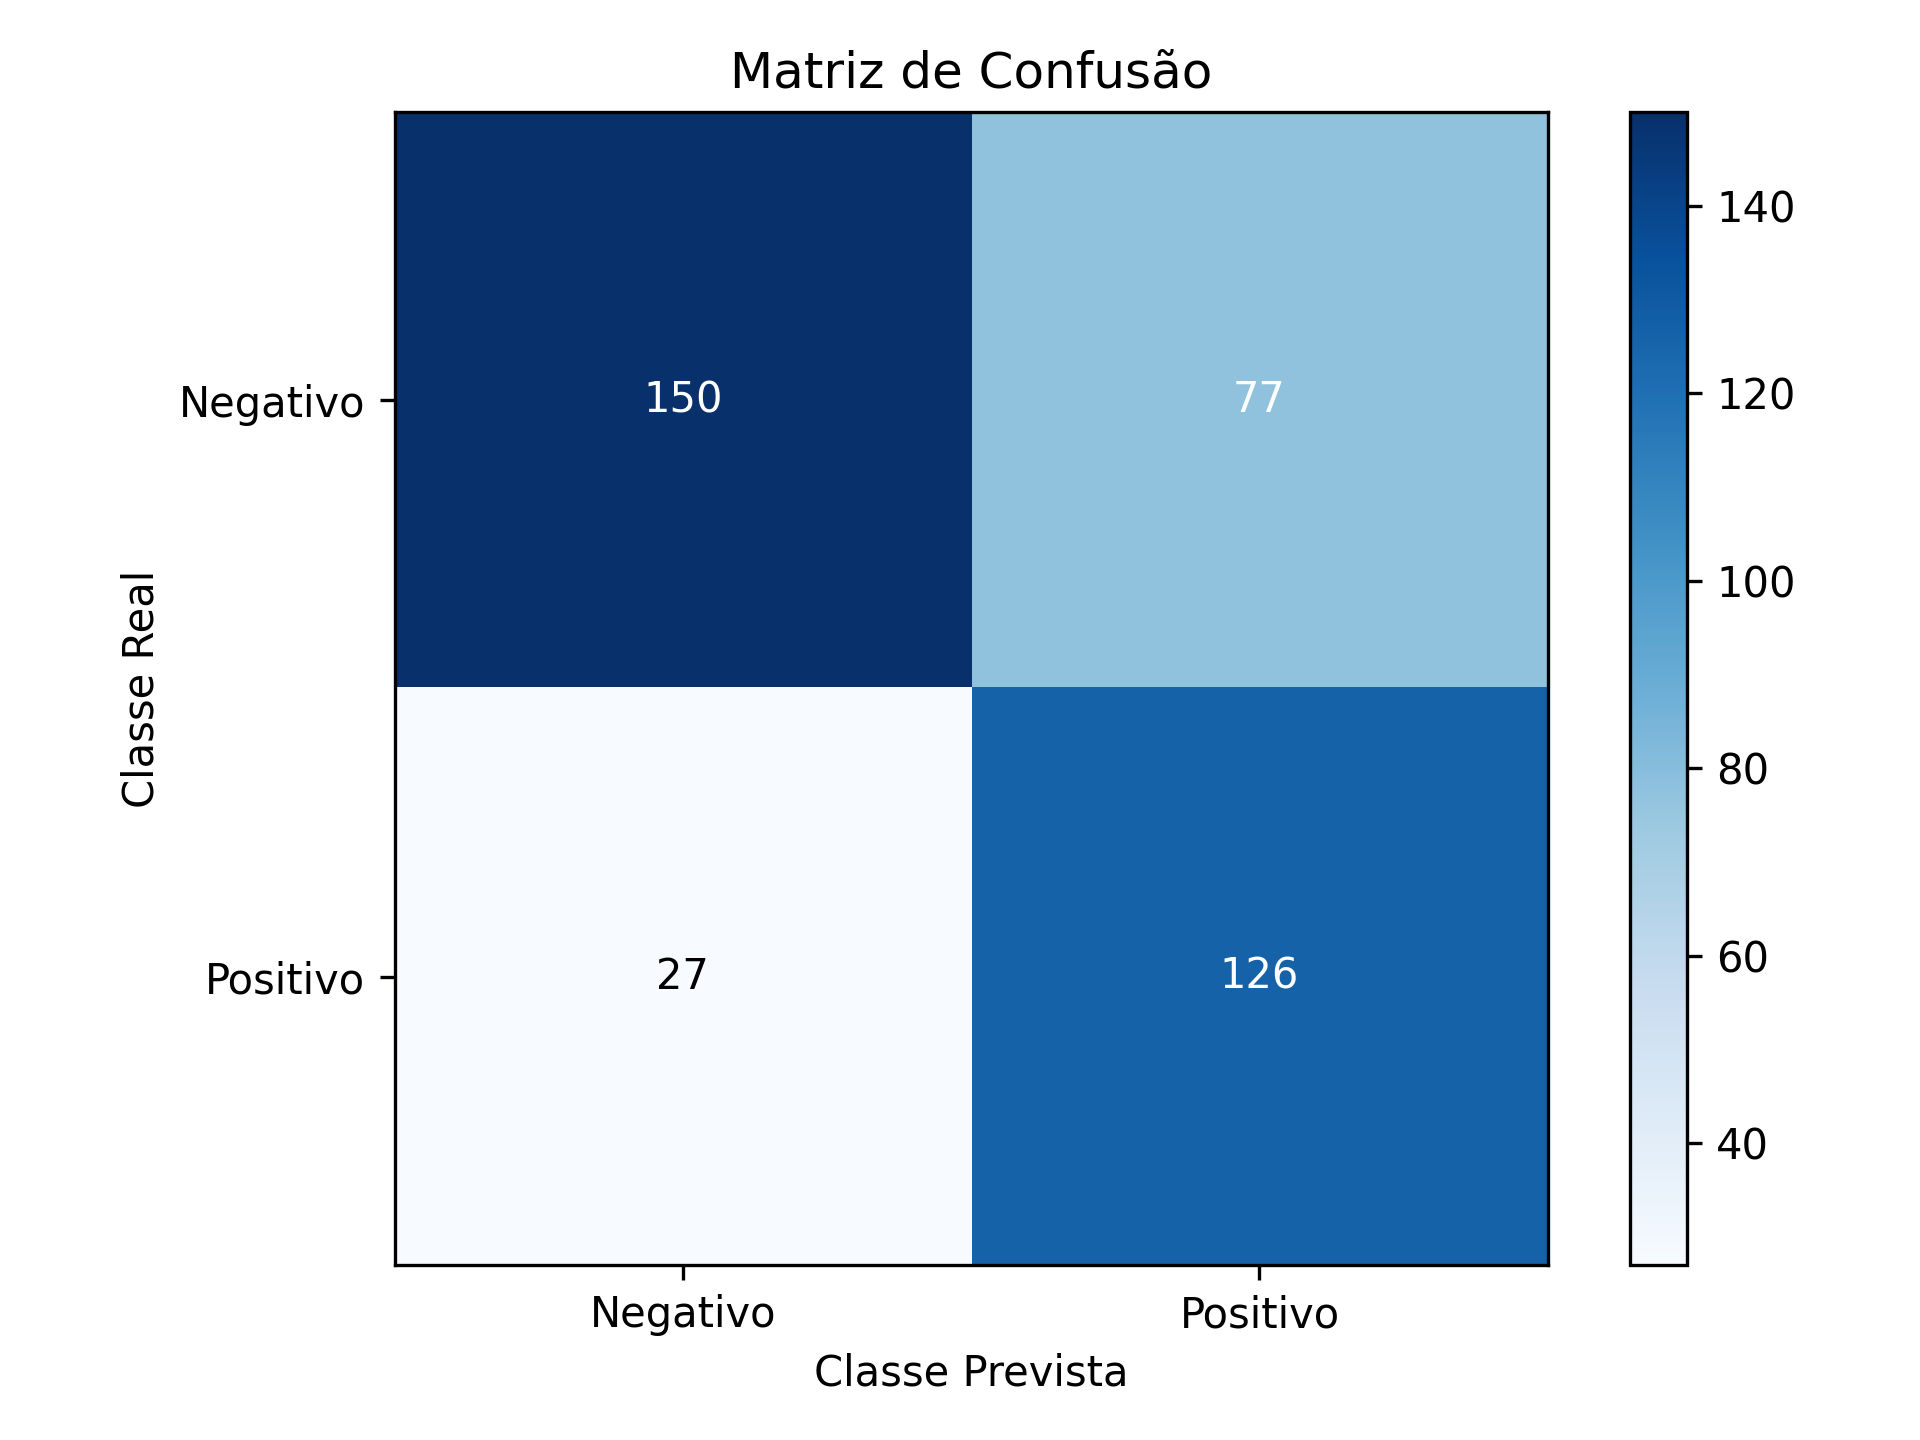 Matriz de Confusão
140
120
100
80
60
40
Classe Real
Negativo
Positivo
150
77
27
126
Negativo
Positivo
Classe Prevista